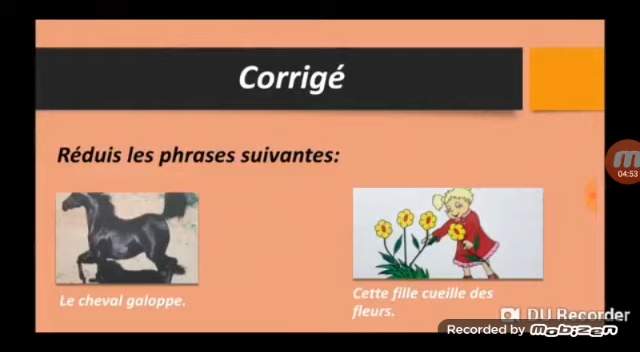 Corrigé
Réduis les phrases suivantes:
04:53
Le cheval galoppe.
Cette fille cueille des
fleurs.
DU Recorder
Recorded by Mobizen